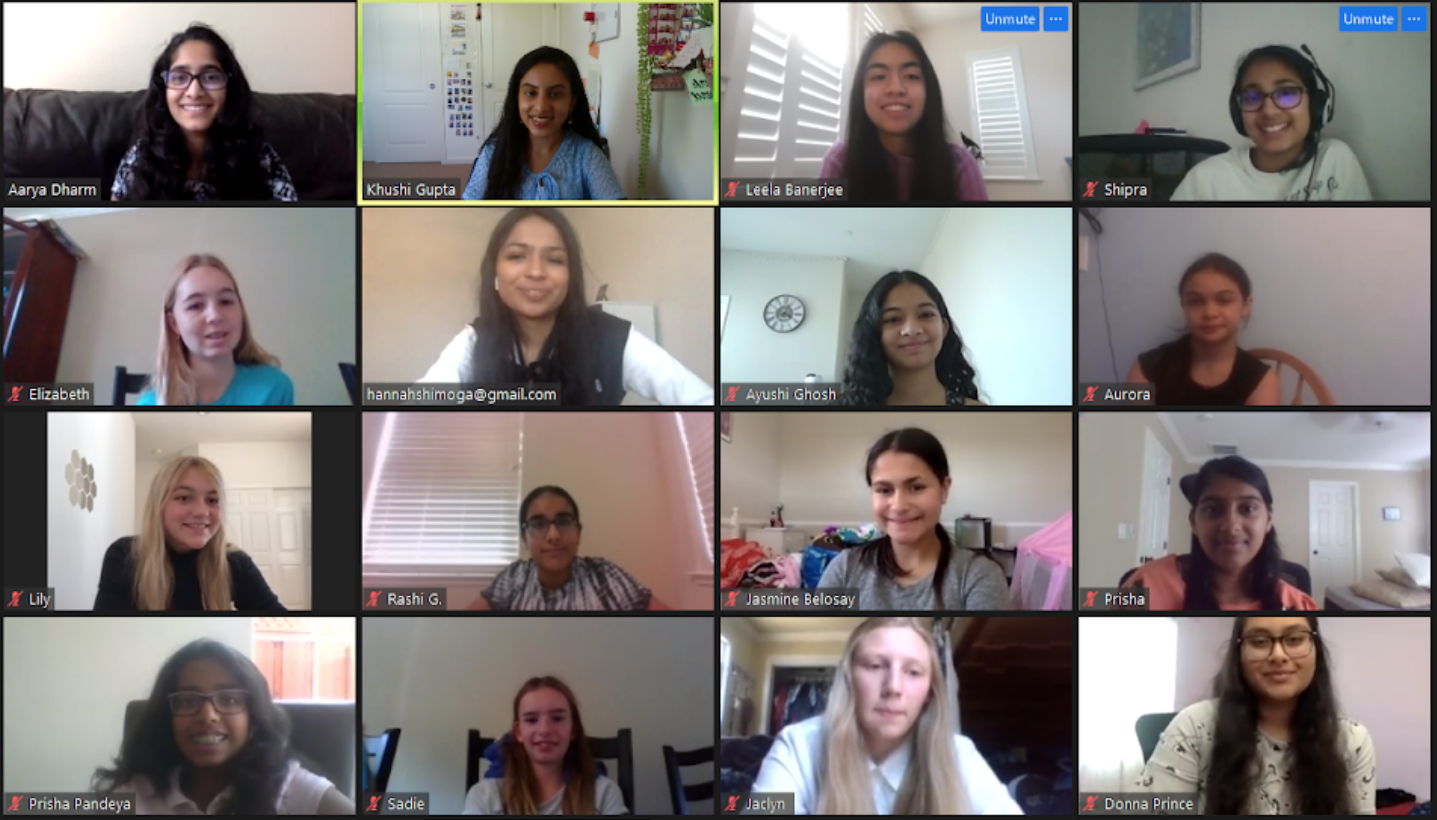 Unmute ...
Unmute ...
Aarya Dharm
Khushi Gupta
Leela Banerjee
Shipra
Elizabeth
hannahshimoga@gmail.com
Ayushi Ghosh
Aurora
Lily
Rashi G.
Jasmine Belosay
Prisha
Prisha Pandeya
Sadie
Jaclyn
Donna Prince